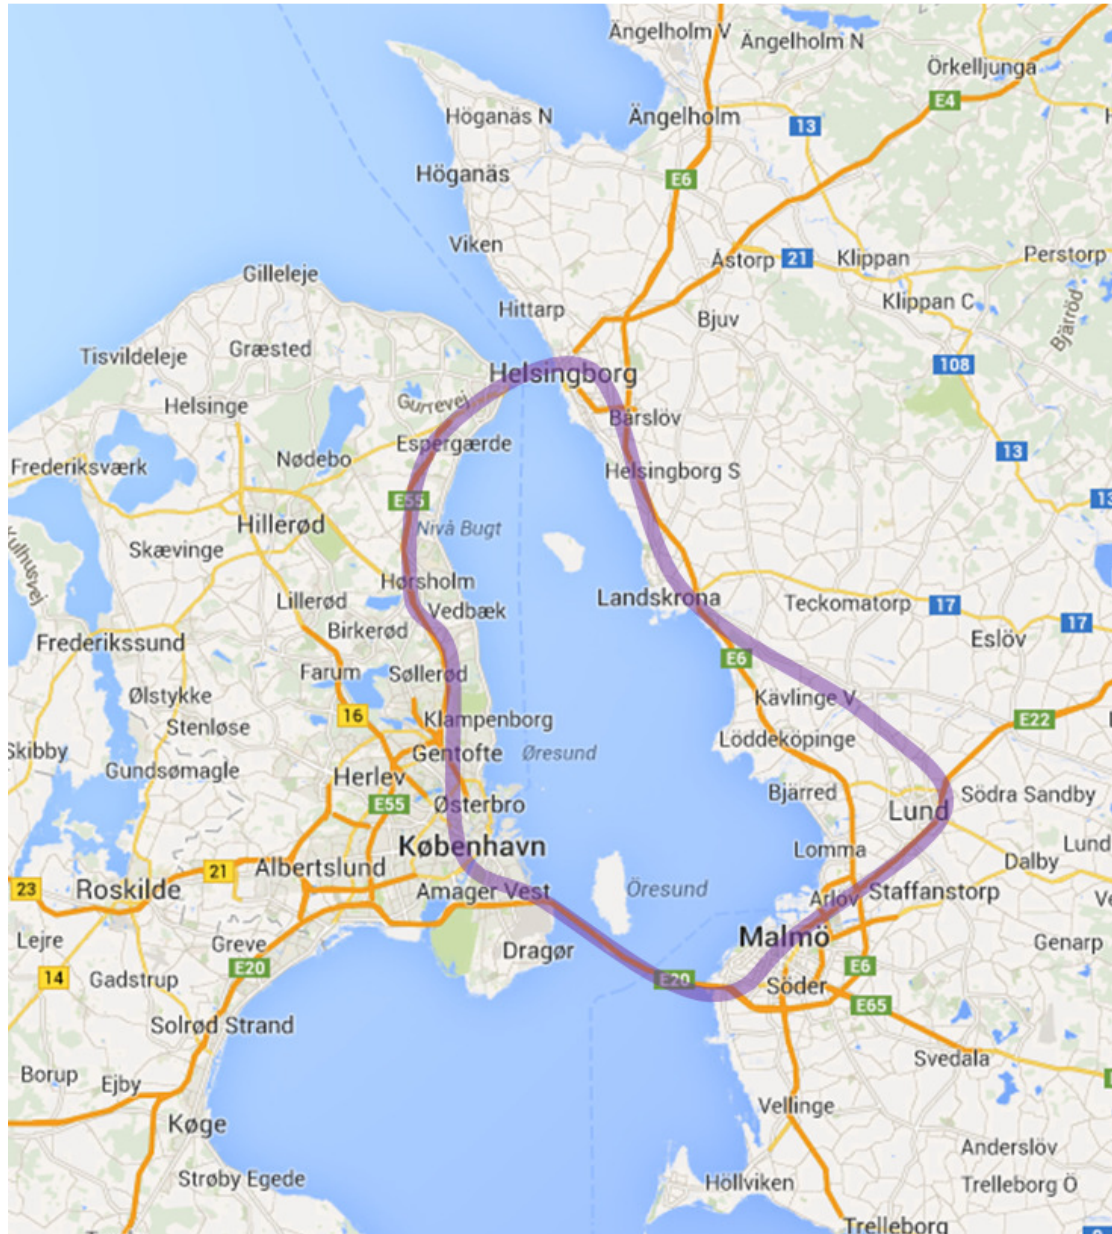 Ängelholm V
Ängelholm N
Örkelljunga
E4
Höganäs N
Ängelholm
13
Höganäs
E6
Viken
Åstorp
21
Klippan
Perstorp
Gilleleje
Hittarp
Klippan C
Bjuv
Bjärröd
Tisvildeleje
Græsted
108
Helsingborg
Helsinge
Gurrevej
Bårslöv
Espergærde
13
Frederiksværk
Nødebo
Helsingborg S
E55
13
Hillerød
Nivå Bugt
Skævinge
Kulhusvej
Hørsholm
Landskrona
Lillerød
Vedbæk
Teckomatorp
17
17
Birkerød
Eslöv
Frederikssund
E6
Farum
Søllerød
Ølstykke
Kävlinge V
16
Klampenborg
E22
Stenløse
Skibby
Gentofte
Øresund
Löddeköpinge
Gundsømagle
Herlev
E55
Østerbro
Bjärred
Södra Sandby
Lund
København
Lomma
Lund
21
Albertslund
Dalby
23
Roskilde
Amager Vest
Öresund
Arlöv
Staffanstorp
Ve
Lejre
Greve
Dragør
Malmö
Genarp
14
Gadstrup
E20
E20
E6
Söder
E65
Solrød Strand
Svedala
Borup
Ejby
Køge
Vellinge
Anderslöv
Strøby Egede
Höllviken
Trelleborg Ö
Trelleborg